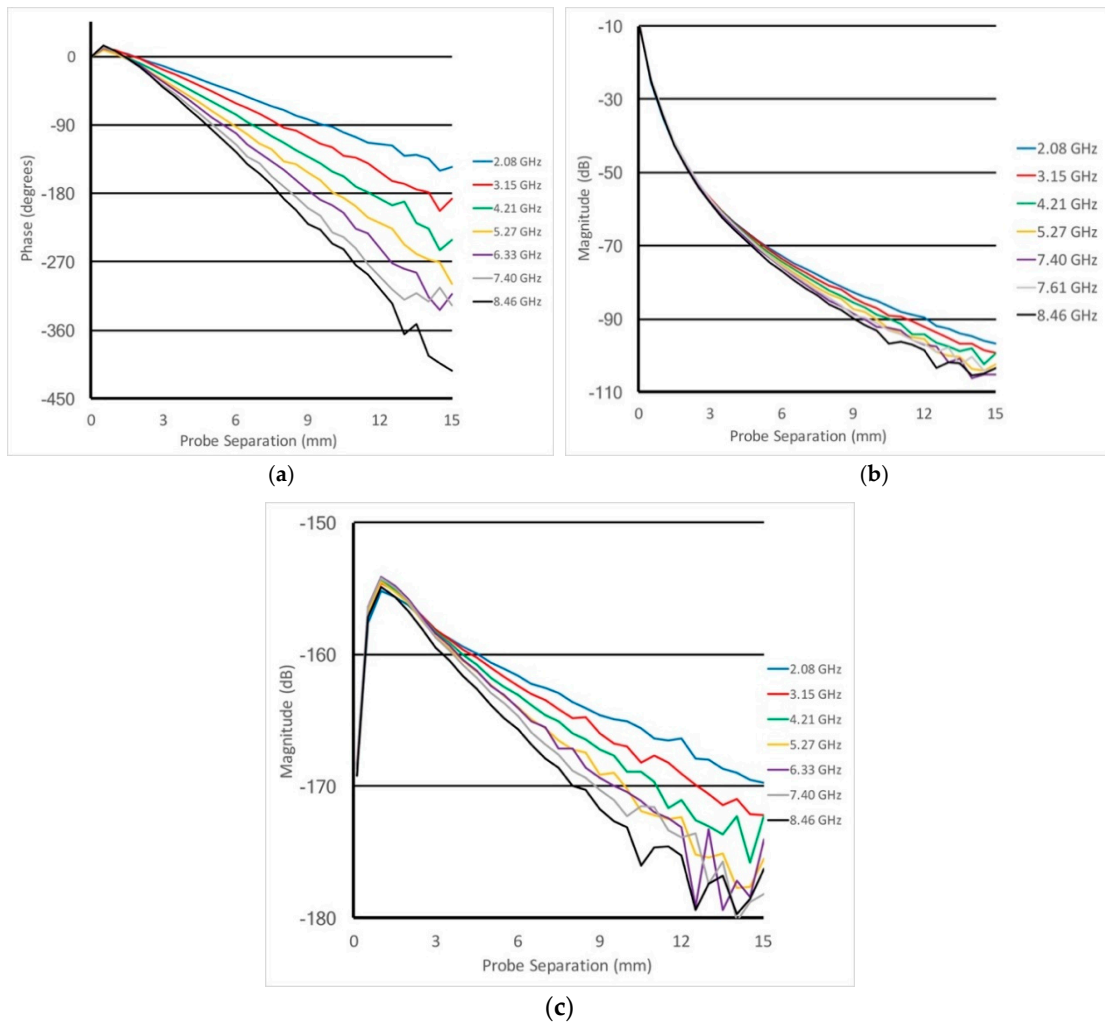 0
-90
-180
-270
-360
-450
Phase (degrees)
0 3 6 9 12 15
Probe Separation (mm)
2.08 GHz
3.15 GHz
4.21 GHz
5.27 GHz
6.33 GHz
7.40 GHz
8.46 GHz
(a)
-10
-30
-50
-70
-90
-110
Magnitude (dB)
0 3 6 9 12 15
Probe Separation (mm)
2.08 GHz
3.15 GHz
4.21 GHz
5.27 GHz
7.40 GHz
7.61 GHz
8.46 GHz
(b)
-150
-160
-170
-180
Magnitude (dB)
0 3 6 9 12 15
Probe Separation (mm)
2.08 GHz
3.15 GHz
4.21 GHz
5.27 GHz
6.33 GHz
7.40 GHz
8.46 GHz
(c)